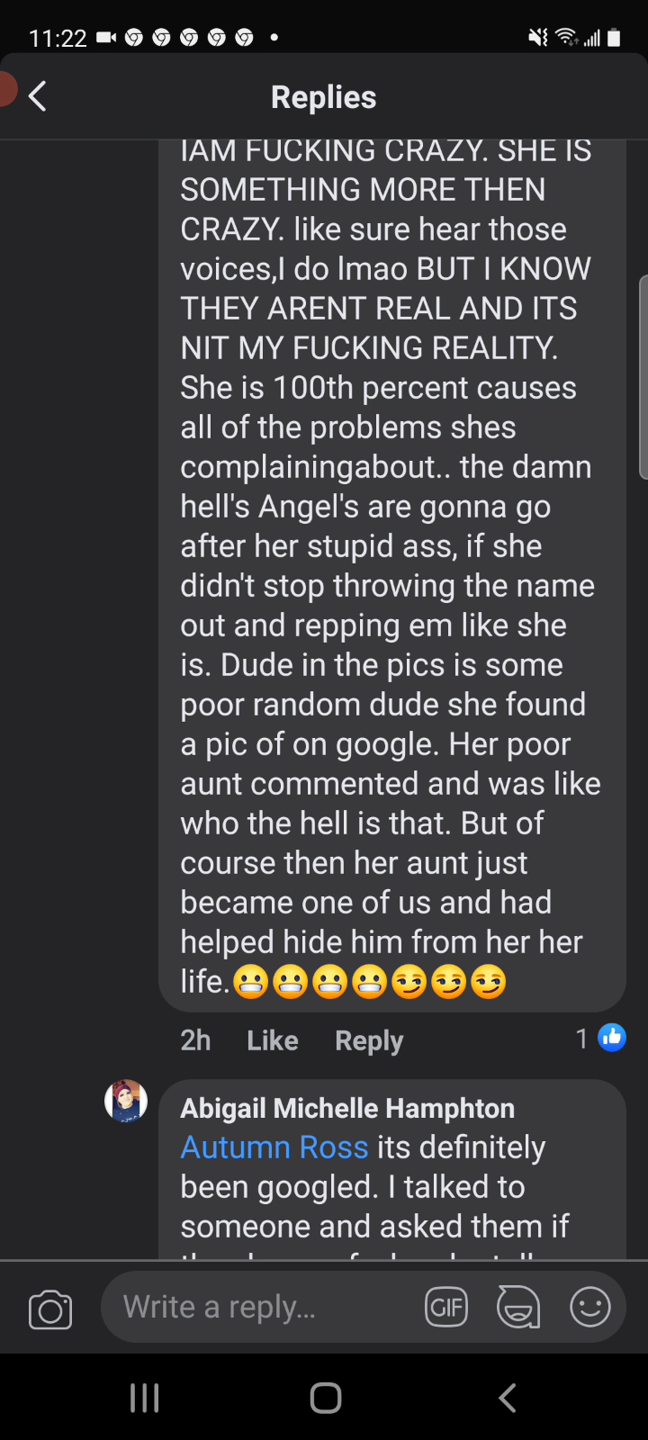 11:22
Replies
IAM FUCKING CRAZY. SHE IS
SOMETHING MORE THEN
CRAZY. like sure hear those
voices,I do lmao BUT I KNOW
THEY ARENT REAL AND ITS
NIT MY FUCKING REALITY.
She is 100th percent causes
all of the problems shes
complainingabout.. the damn
hell's Angel's are gonna go
after her stupid ass, if she
didn't stop throwing the name
out and repping em like she
is. Dude in the pics is some
poor random dude she found
a pic of on google. Her poor
aunt commented and was like
who the hell is that. But of
course then her aunt just
became one of us and had
helped hide him from her her
life.😬😬😬😬😏😏😏
2h Like Reply 1
Abigail Michelle Hamphton
Autumn Ross its definitely
been googled. I talked to
someone and asked them if
Write a reply...
GIF